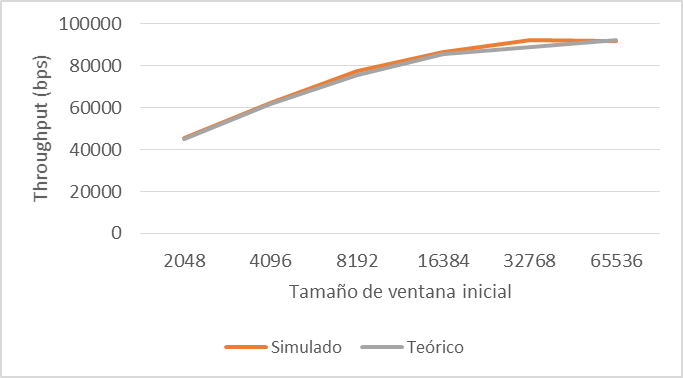 100000
80000
60000
40000
20000
0
Throughput (bps)
2048 4096 8192 16384 32768 65536
Tamaño de ventana inicial
Simulado Teórico